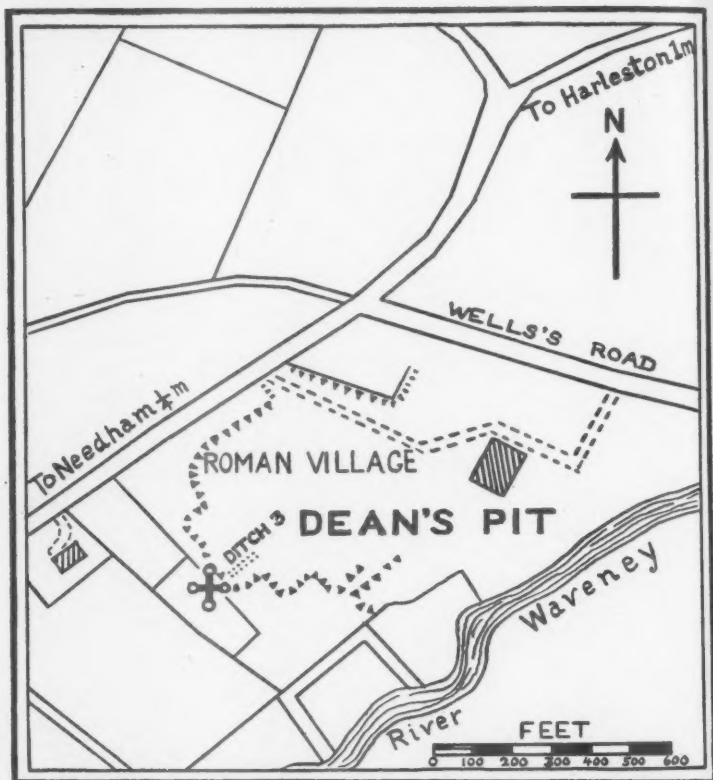 To Harleston 1m
N
WELLS'S ROAD
To Needham ¼ m
ROMAN VILLAGE
DITCH 3
DEAN'S PIT
River Waveney
FEET
0 100 200 300 400 500 600